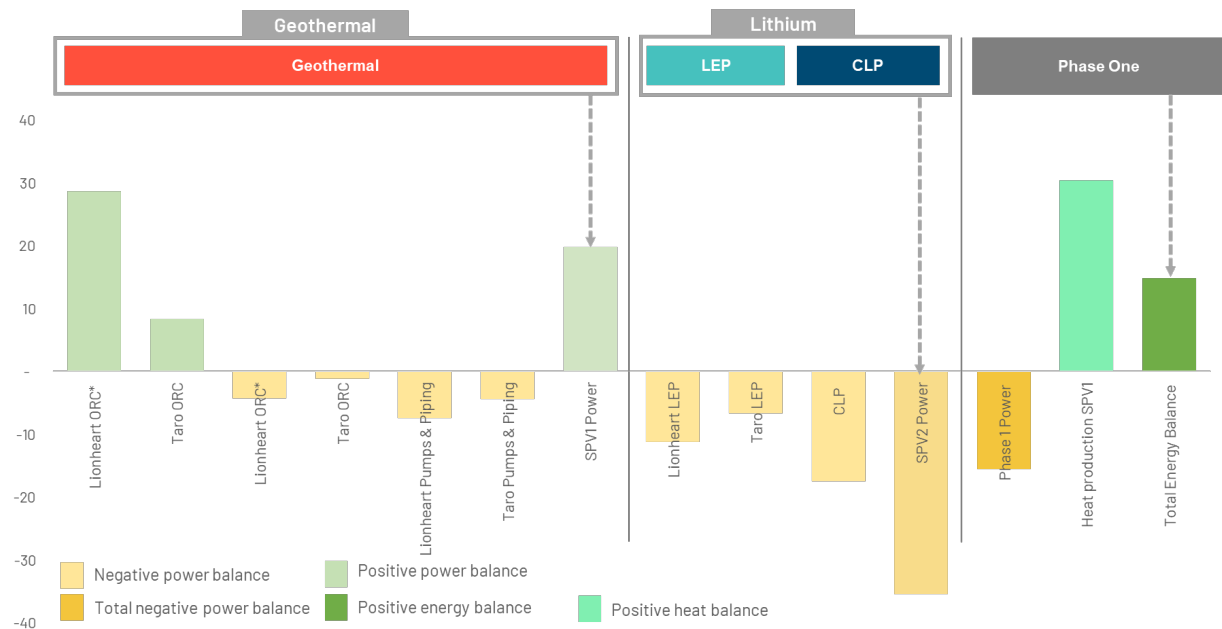 Geothermal
Lithium
Geothermal
LEP
CLP
Phase One
40
30
20
10
-
-10
-20
-30
-40
Lionheart ORC*
Taro ORC
Lionheart ORC*
Taro ORC
Lionheart Pumps & Piping
Taro Pumps & Piping
SPV1 Power
Lionheart LEP
Taro LEP
CLP
SPV2 Power
Phase 1 Power
Heat production SPV1
Total Energy Balance
Negative power balance
Positive power balance
Total negative power balance
Positive energy balance
Positive heat balance